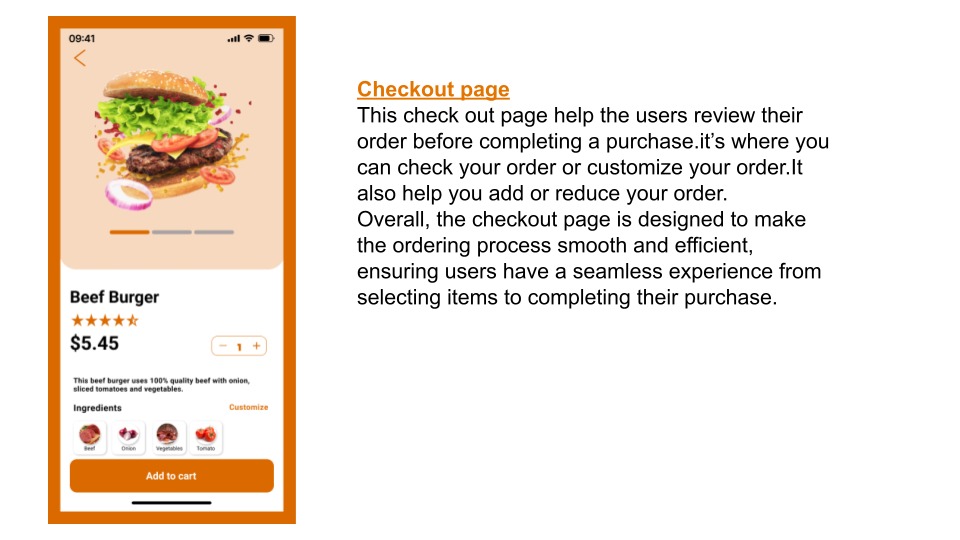 09:41
Beef Burger
$5.45
− 1 +
This beef burger uses 100% quality beef with onion,
sliced tomatoes and vegetables.
Ingredients Customize
Beef Onion Vegetables Tomato
Add to cart
Checkout page
This check out page help the users review their
order before completing a purchase.it’s where you
can check your order or customize your order.It
also help you add or reduce your order.
Overall, the checkout page is designed to make
the ordering process smooth and efficient,
ensuring users have a seamless experience from
selecting items to completing their purchase.